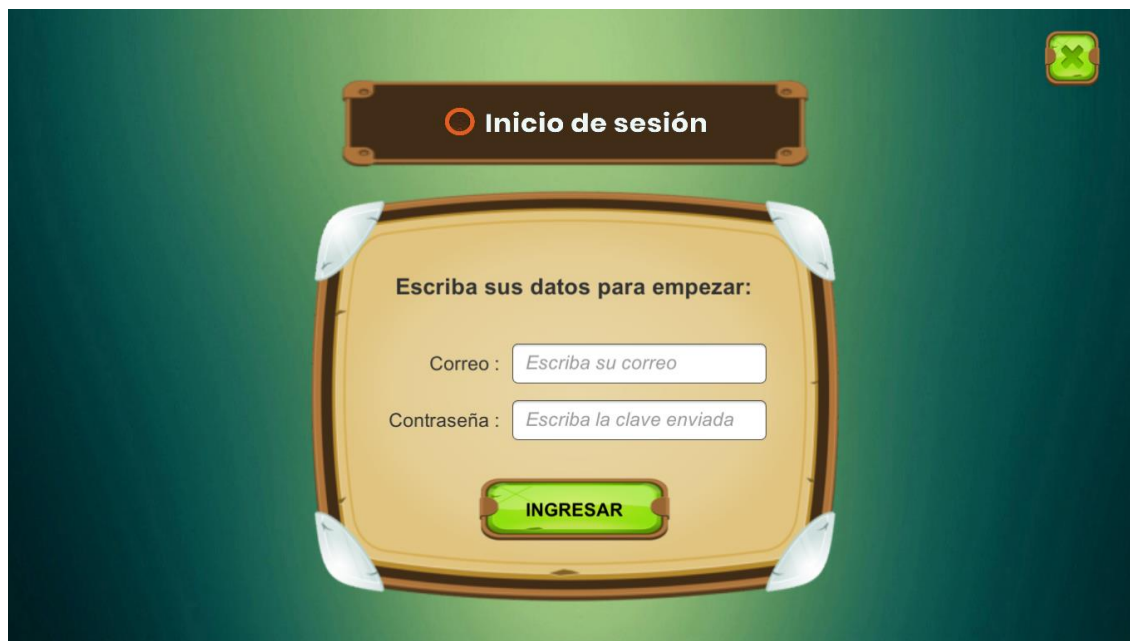 Inicio de sesión
Escriba sus datos para empezar:
Correo : Escriba su correo
Contraseña : Escriba la clave enviada
INGRESAR